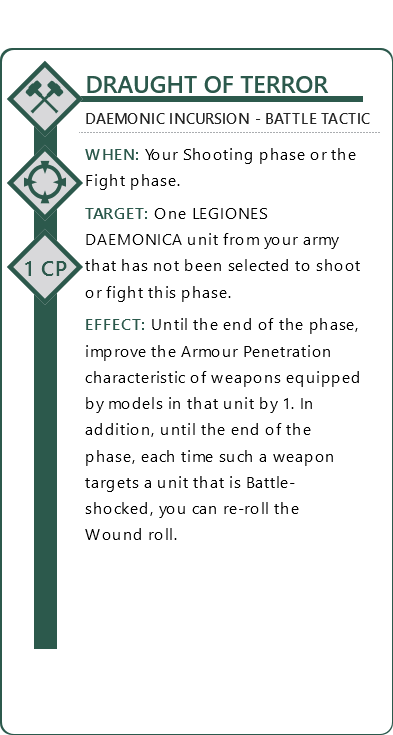 DRAUGHT OF TERROR
DAEMONIC INCURSION - BATTLE TACTIC
WHEN: Your Shooting phase or the
Fight phase.
TARGET: One LEGIONES
DAEMONICA unit from your army
that has not been selected to shoot
or fight this phase.
1 CP
EFFECT: Until the end of the phase,
improve the Armour Penetration
characteristic of weapons equipped
by models in that unit by 1. In
addition, until the end of the
phase, each time such a weapon
targets a unit that is Battle-
shocked, you can re-roll the
Wound roll.